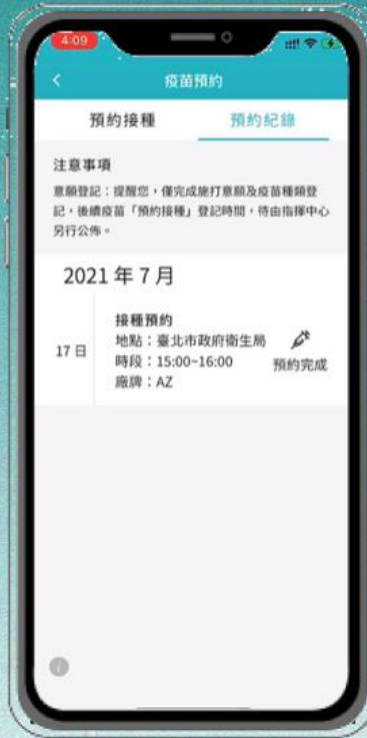 4:09
疫苗預約
預約接種
預約紀錄
注意事項
意願登記：提醒您，僅完成施打意願及疫苗種類登
記，後續疫苗「預約接種」登記時間，待由指揮中心
另行公佈。
2021 年 7 月
17 日
接種預約
地點：臺北市政府衛生局
時段：15:00~16:00
廠牌：AZ
預約完成